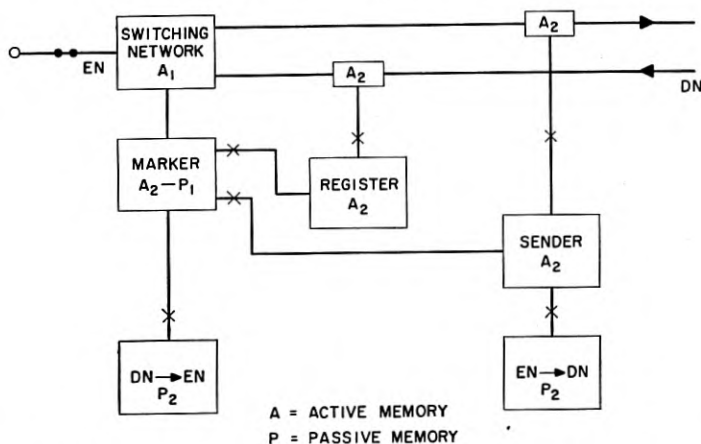 SWITCHING
NETWORK
A₁
A₂
EN
A₂
DN
MARKER
A₂—P₁
REGISTER
A₂
SENDER
A₂
DN→EN
P₂
EN→DN
P₂
A = ACTIVE MEMORY
P = PASSIVE MEMORY